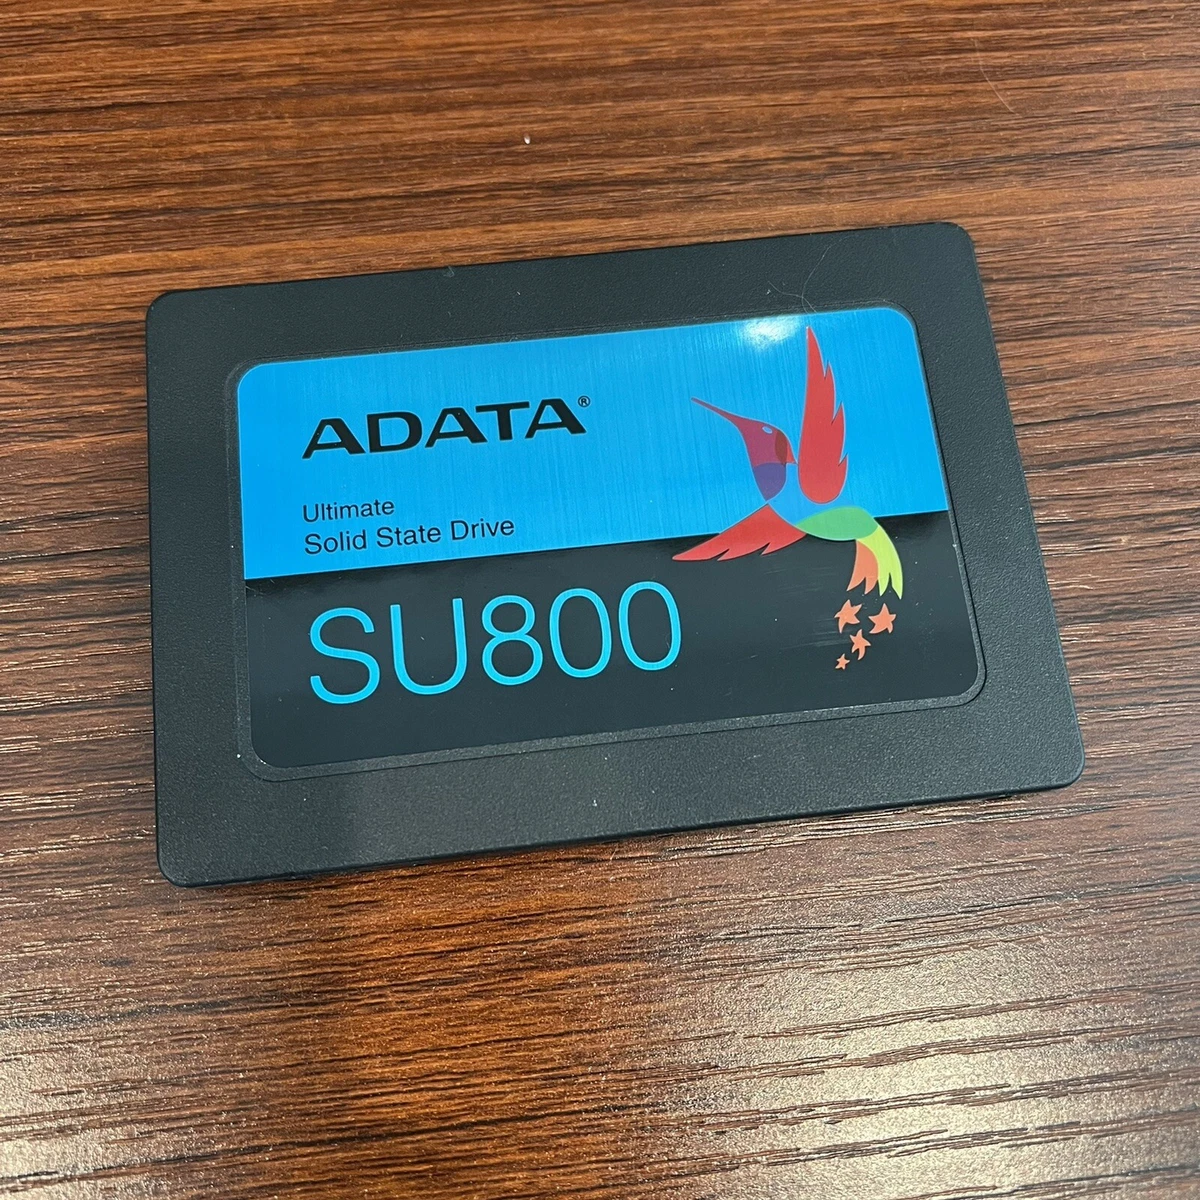 ADATA®
Ultimate
Solid State Drive
SU800